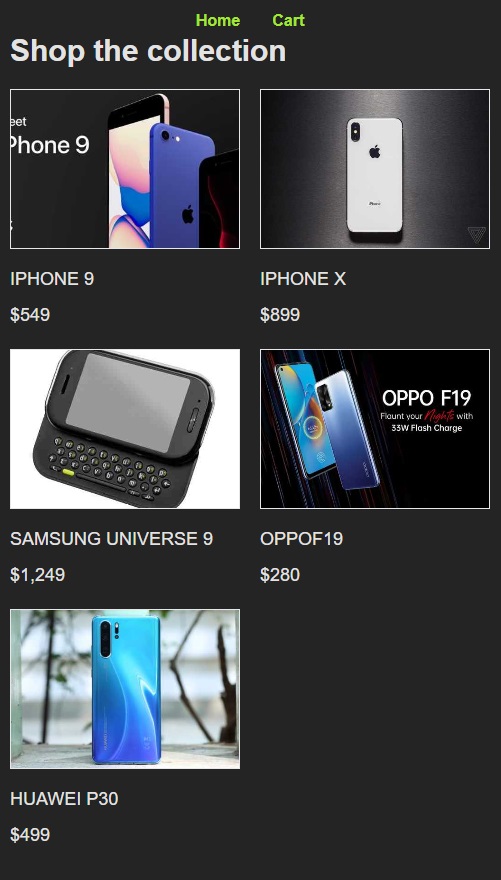 Home Cart
Shop the collection
eet
Phone 9
IPHONE 9
$549
IPHONE X
$899
OPPO F19
Flaunt your Nights with
33W Flash Charge
SAMSUNG UNIVERSE 9
$1,249
OPPOF19
$280
HUAWEI P30
$499